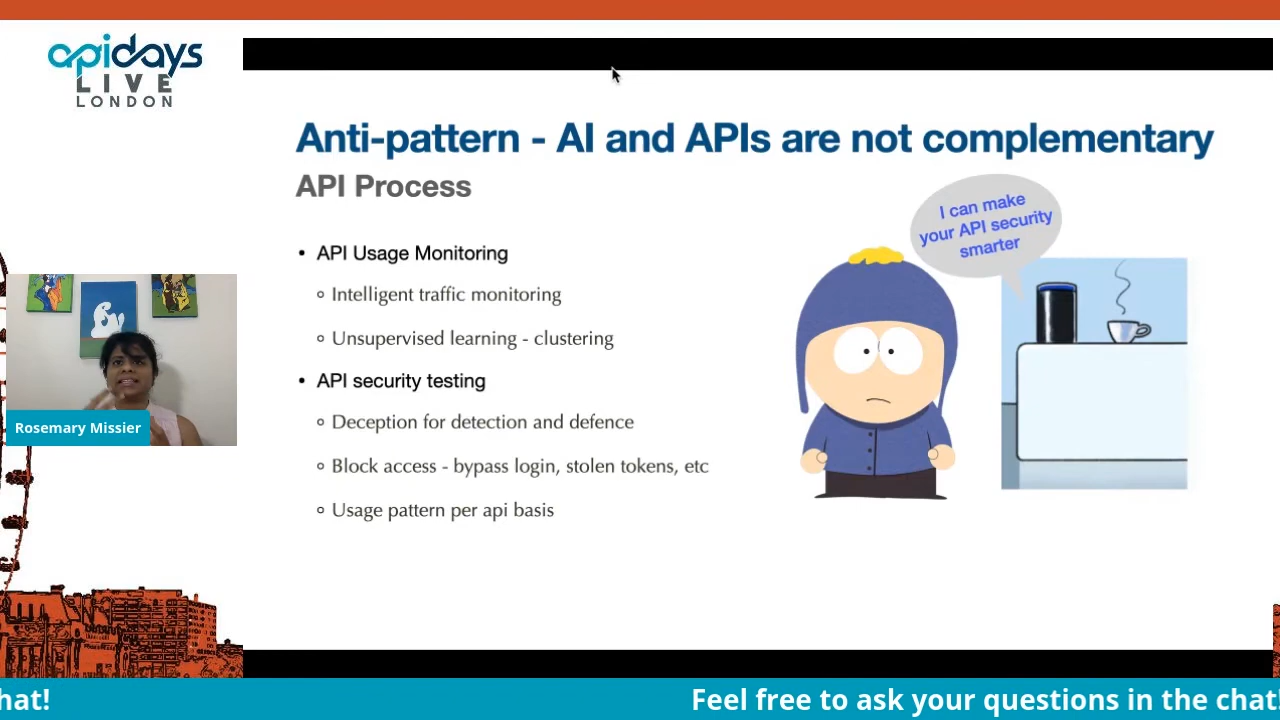 apidays
LIVE
LONDON
Anti-pattern - AI and APIs are not complementary
API Process
I can make
your API security
smarter
• API Usage Monitoring
◦ Intelligent traffic monitoring
◦ Unsupervised learning - clustering
• API security testing
◦ Deception for detection and defence
◦ Block access - bypass login, stolen tokens, etc
◦ Usage pattern per api basis
Rosemary Missier
hat!
Feel free to ask your questions in the chat!